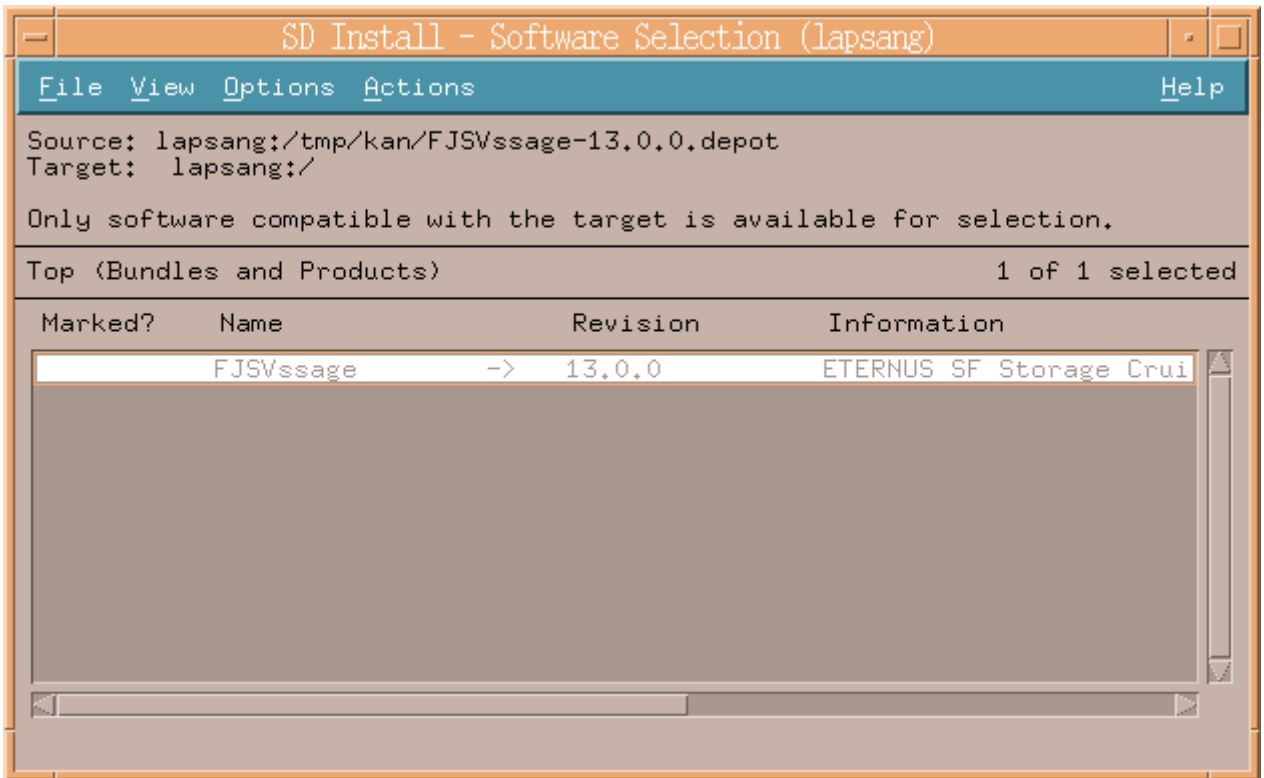 SD Install - Software Selection (lapsang)
File View Options Actions Help
Source: lapsang:/tmp/kan/FJSVssage-13.0.0.depot
Target: lapsang:/
Only software compatible with the target is available for selection.
Top (Bundles and Products) 1 of 1 selected
Marked? Name Revision Information
FJSVssage -> 13.0.0 ETERNUS SF Storage Crui